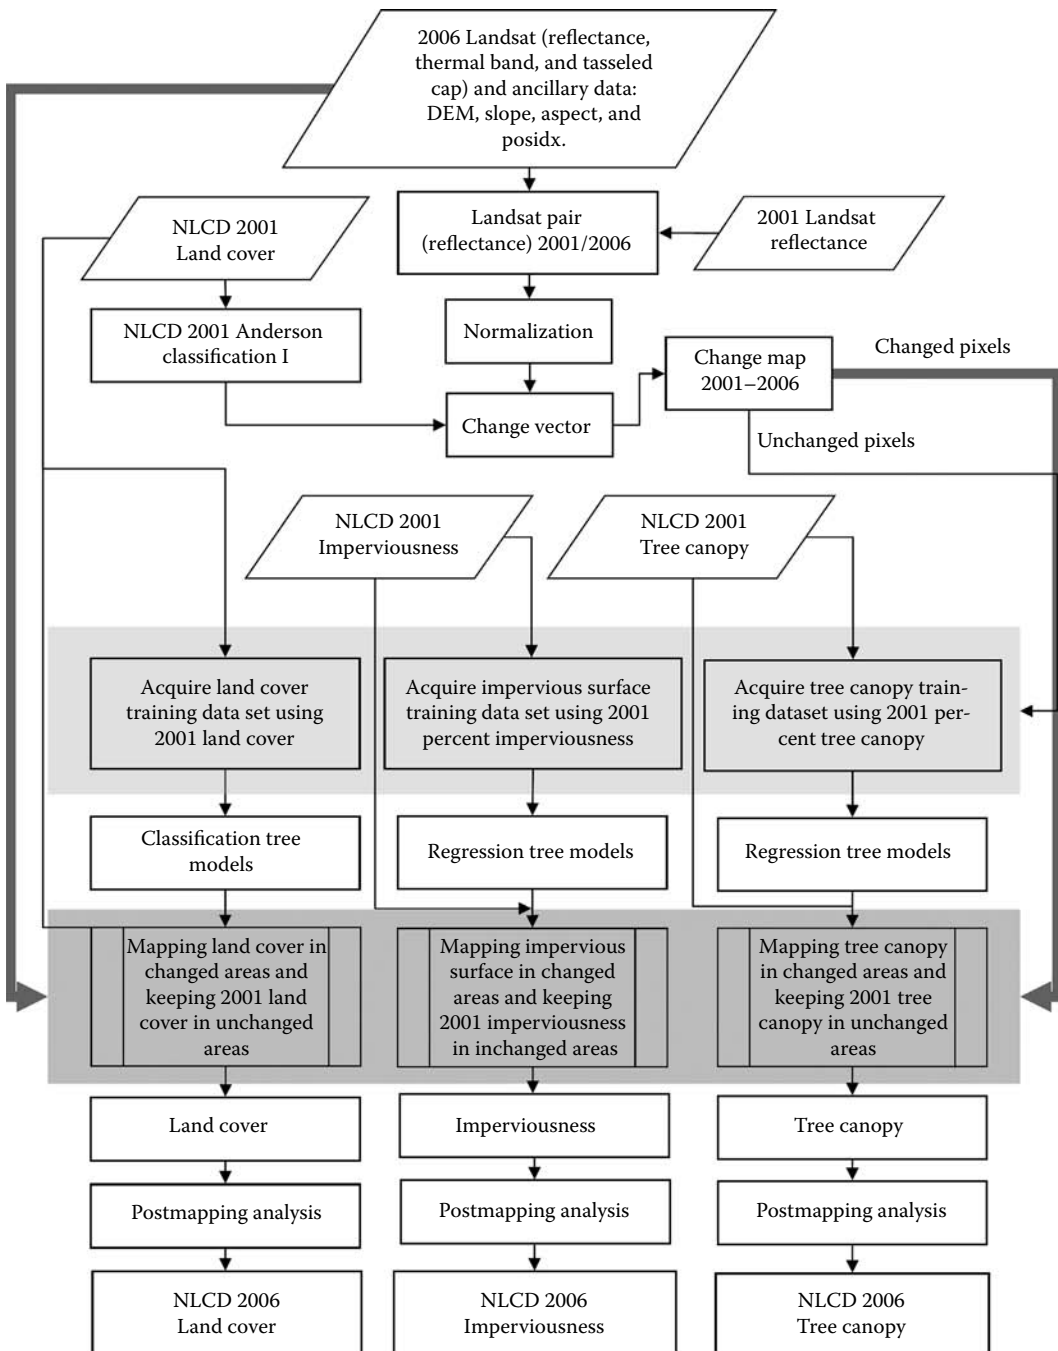 2006 Landsat (reflectance,
thermal band, and tasseled
cap) and ancillary data:
DEM, slope, aspect, and
posidx.
NLCD 2001
Land cover
Landsat pair
(reflectance) 2001/2006
2001 Landsat
reflectance
NLCD 2001 Anderson
classification I
Normalization
Change map
2001–2006
Changed pixels
Change vector
Unchanged pixels
NLCD 2001
Imperviousness
NLCD 2001
Tree canopy
Acquire land cover
training data set using
2001 land cover
Acquire impervious surface
training data set using 2001
percent imperviousness
Acquire tree canopy train-
ing dataset using 2001 per-
cent tree canopy
Classification tree
models
Regression tree models
Regression tree models
Mapping land cover in
changed areas and
keeping 2001 land
cover in unchanged
areas
Mapping impervious
surface in changed
areas and keeping
2001 imperviousness
in inchanged areas
Mapping tree canopy
in changed areas and
keeping 2001 tree
canopy in unchanged
areas
Land cover
Imperviousness
Tree canopy
Postmapping analysis
Postmapping analysis
Postmapping analysis
NLCD 2006
Land cover
NLCD 2006
Imperviousness
NLCD 2006
Tree canopy